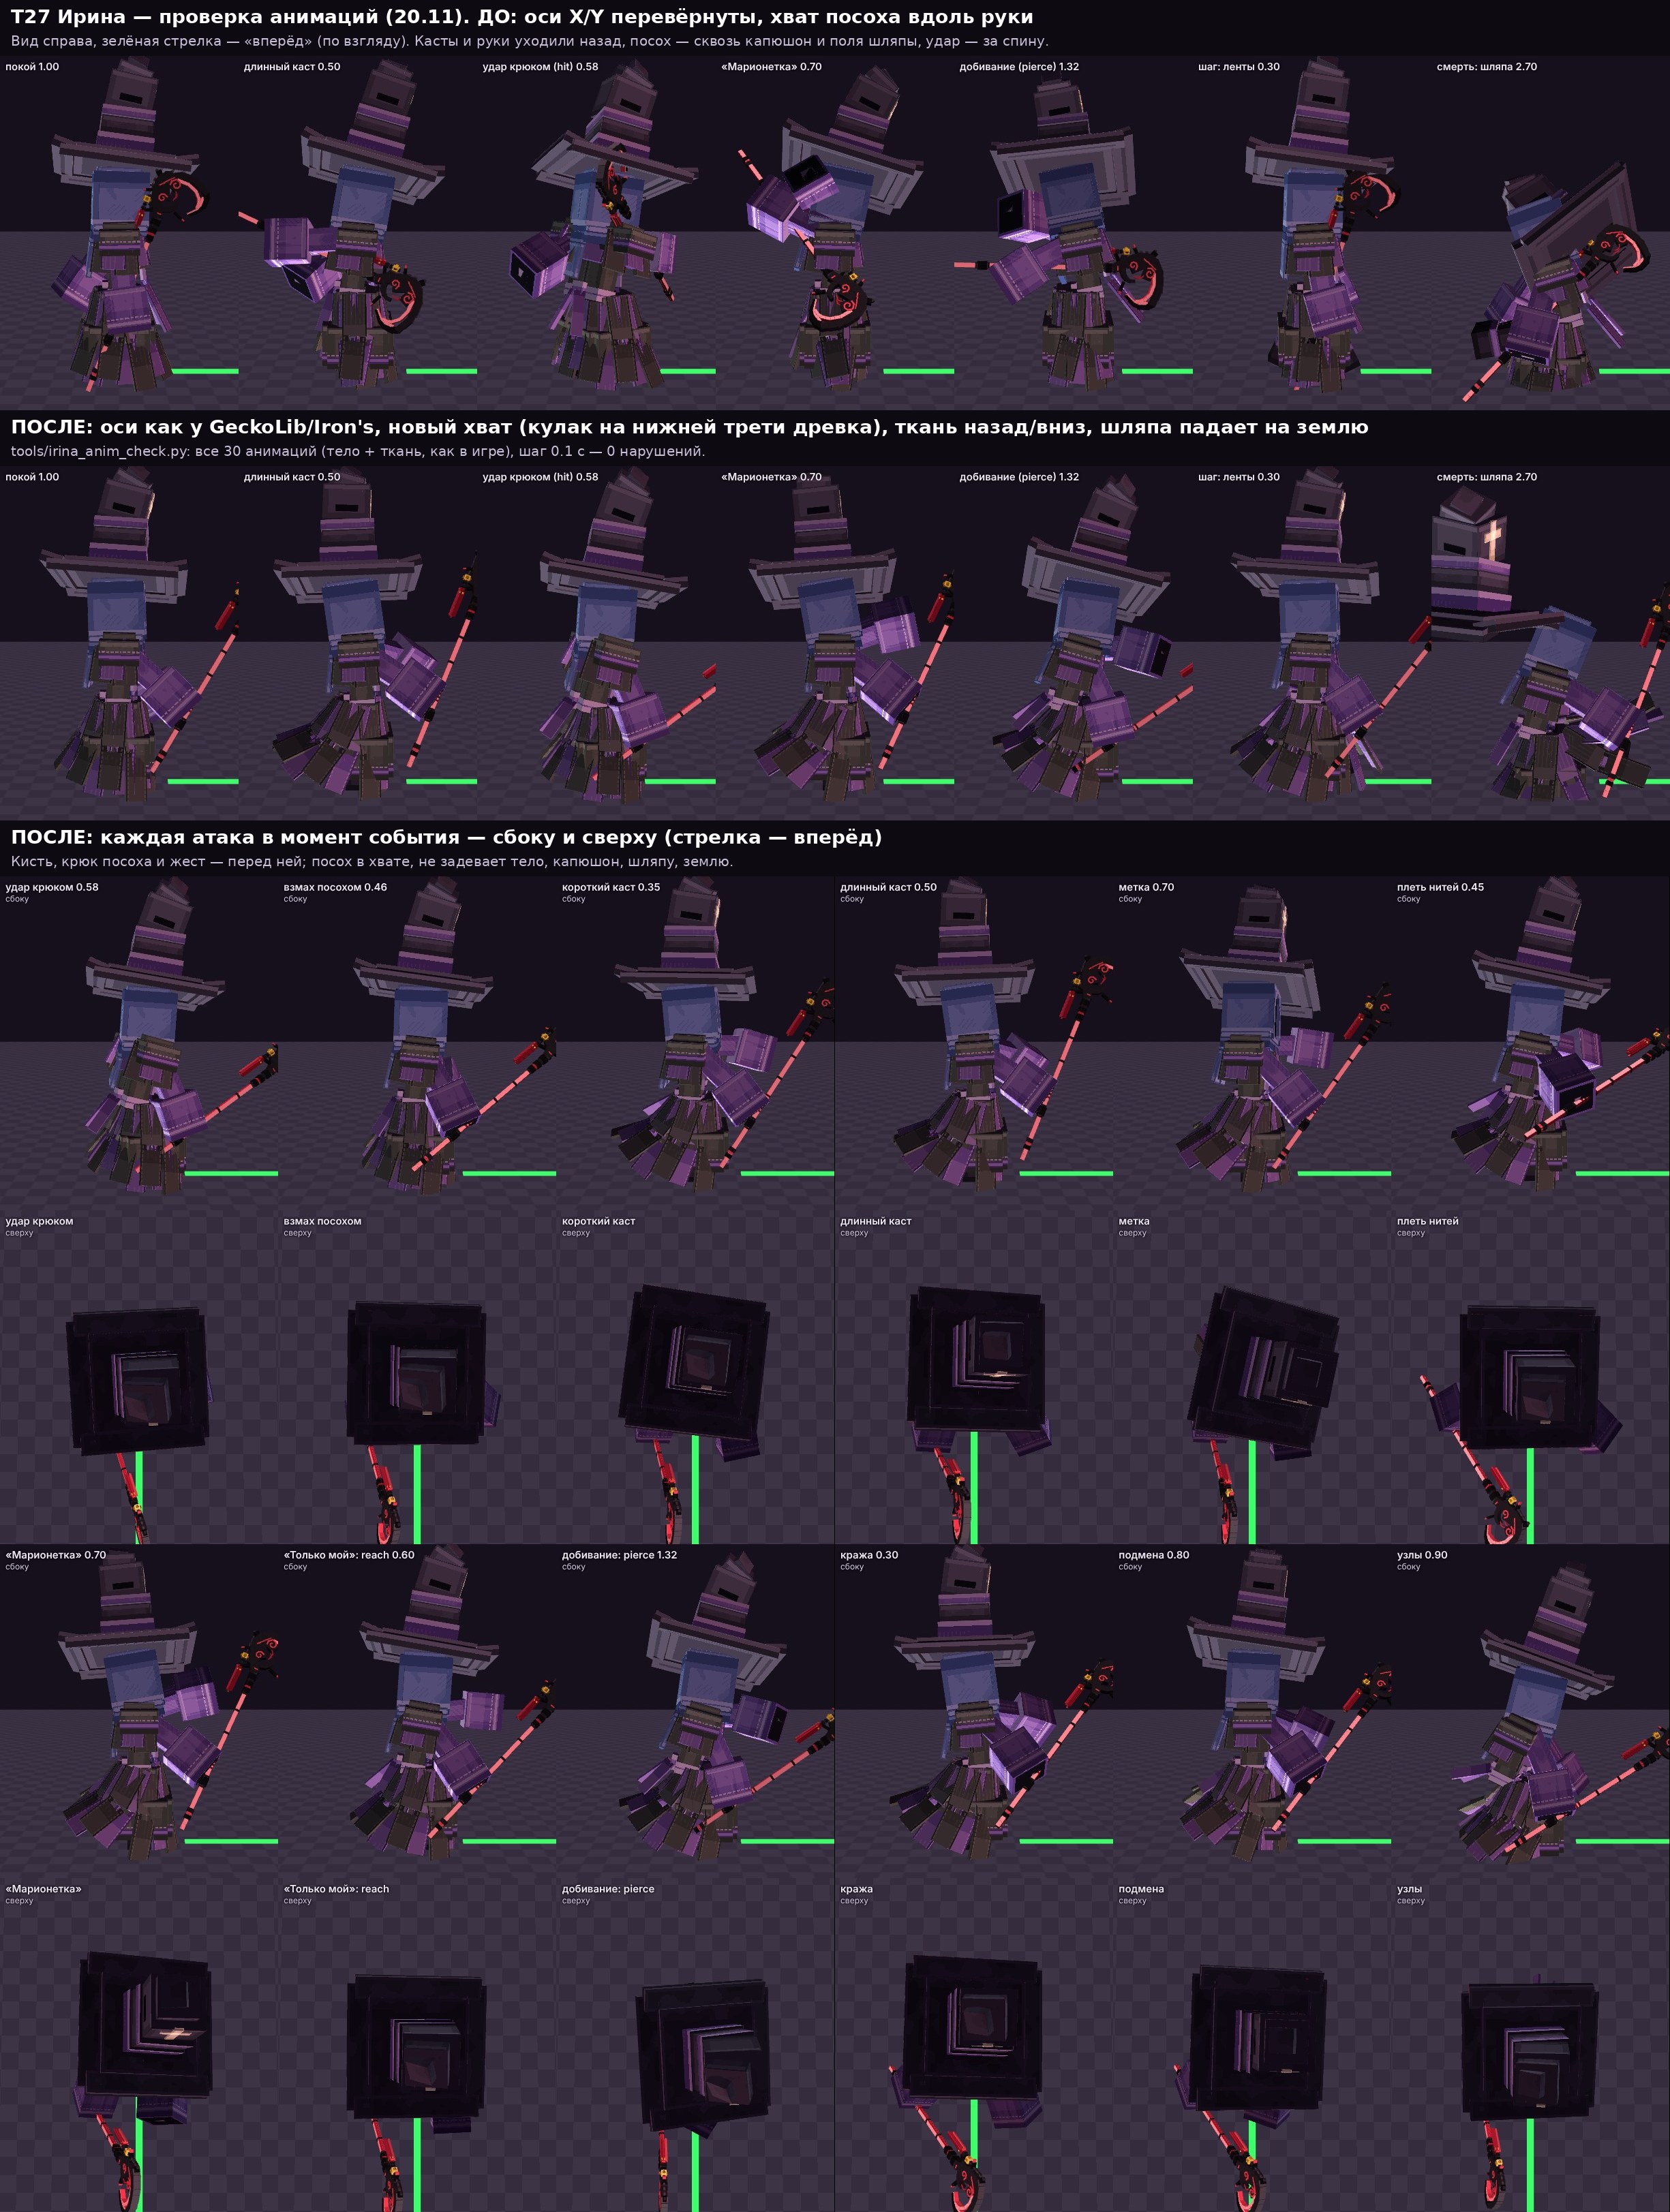 T27 Ирина — проверка анимаций (20.11). ДО: оси X/Y перевёрнуты, хват посоха вдоль руки
Вид справа, зелёная стрелка — «вперёд» (по взгляду). Касты и руки уходили назад, посох — сквозь капюшон и поля шляпы, удар — за спину.
покой 1.00
длинный каст 0.50
удар крюком (hit) 0.58
«Марионетка» 0.70
добивание (pierce) 1.32
шаг: ленты 0.30
смерть: шляпа 2.70
ПОСЛЕ: оси как у GeckoLib/Iron's, новый хват (кулак на нижней трети древка), ткань назад/вниз, шляпа падает на землю
tools/irina_anim_check.py: все 30 анимаций (тело + ткань, как в игре), шаг 0.1 с — 0 нарушений.
покой 1.00
длинный каст 0.50
удар крюком (hit) 0.58
«Марионетка» 0.70
добивание (pierce) 1.32
шаг: ленты 0.30
смерть: шляпа 2.70
ПОСЛЕ: каждая атака в момент события — сбоку и сверху (стрелка — вперёд)
Кисть, крюк посоха и жест — перед ней; посох в хвате, не задевает тело, капюшон, шляпу, землю.
удар крюком 0.58
сбоку
взмах посохом 0.46
сбоку
короткий каст 0.35
сбоку
длинный каст 0.50
сбоку
метка 0.70
сбоку
плеть нитей 0.45
сбоку
удар крюком
сверху
взмах посохом
сверху
короткий каст
сверху
длинный каст
сверху
метка
сверху
плеть нитей
сверху
«Марионетка» 0.70
сбоку
«Только мой»: reach 0.60
сбоку
добивание: pierce 1.32
сбоку
кража 0.30
сбоку
подмена 0.80
сбоку
узлы 0.90
сбоку
«Марионетка»
сверху
«Только мой»: reach
сверху
добивание: pierce
сверху
кража
сверху
подмена
сверху
узлы
сверху